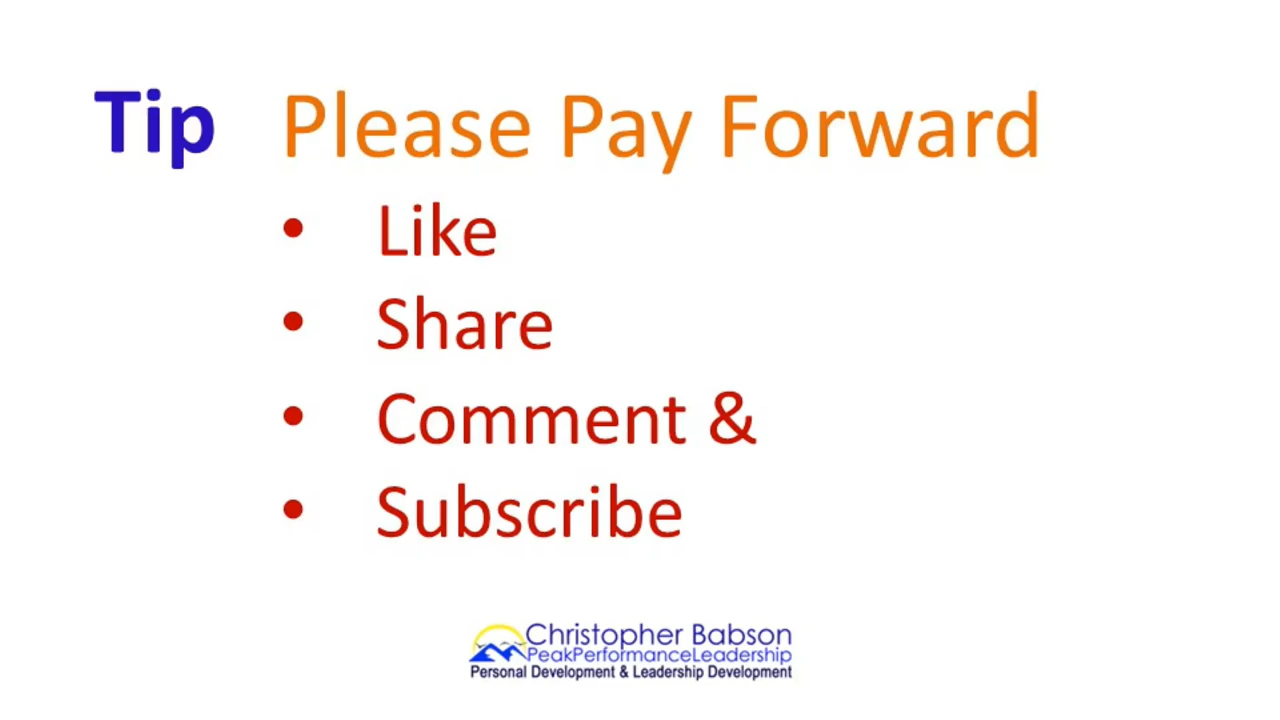 Tip Please Pay Forward
• Like
• Share
• Comment &
• Subscribe
Christopher Babson
PeakPerformanceLeadership
Personal Development & Leadership Development